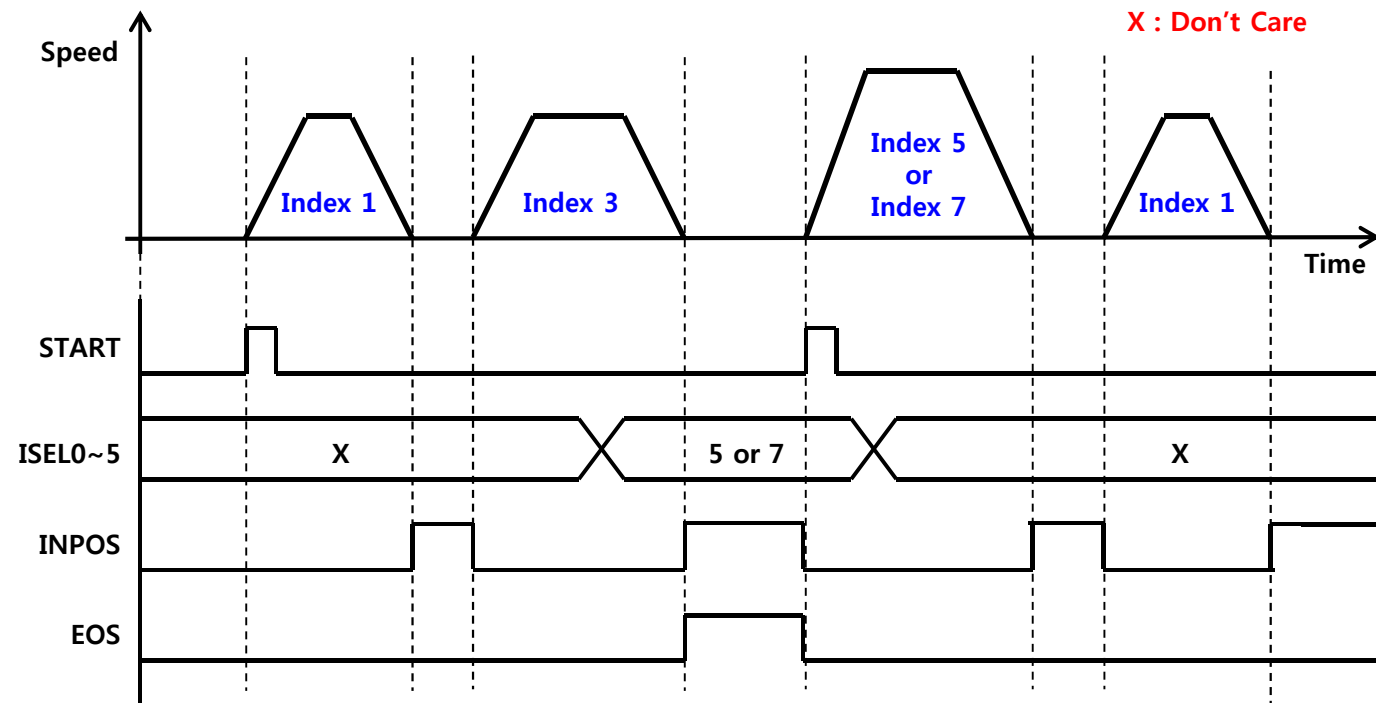 X : Don't Care
Speed
Index 1
Index 3
Index 5
or
Index 7
Index 1
Time
START
ISEL0~5
X
5 or 7
X
INPOS
EOS